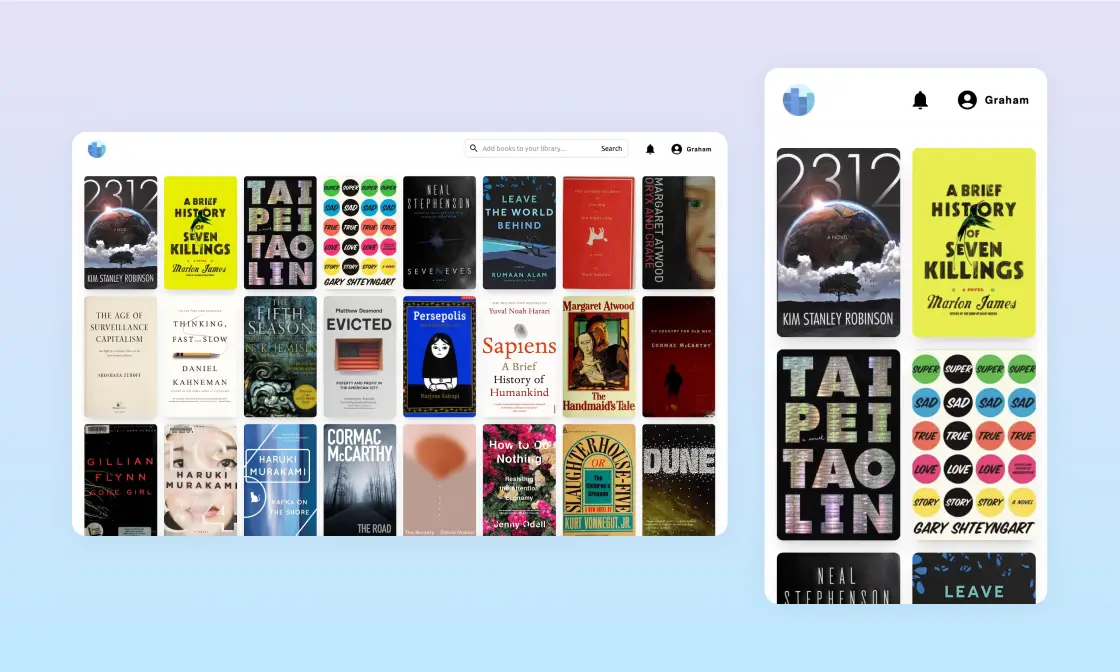 Add books to your library...
Search
Graham
2312
A NOVEL
KIM STANLEY ROBINSON
A BRIEF
HISTORY
OF
SEVEN
KILLINGS
A NOVEL
Marlon James
TAI
PEI
TAO
LIN
SUPER SUPER SUPER SUPER
SAD SAD SAD SAD
TRUE TRUE TRUE TRUE
LOVE LOVE LOVE
STORY STORY STORY A NOVEL
GARY SHTEYNGART
NEAL
STEPHENSON
SEVENEVES
LEAVE
THE WORLD
BEHIND
RUMAAN ALAM
MARGARET ATWOOD
ORYX AND CRAKE
THE AGE OF
SURVEILLANCE
CAPITALISM
SHOSHANA ZUBOFF
THINKING,
FAST AND SLOW
DANIEL
KAHNEMAN
THE
FIFTH
SEASON
N. K. JEMISIN
Matthew Desmond
EVICTED
POVERTY AND PROFIT IN
THE AMERICAN CITY
Persepolis
Marjane Satrapi
Yuval Noah Harari
Sapiens
A Brief
History of
Humankind
Margaret Atwood
The
Handmaid's Tale
NO COUNTRY FOR OLD MEN
CORMAC McCARTHY
GILLIAN
FLYNN
GONE GIRL
HARUKI
MURAKAMI
HARUKI
MURAKAMI
KAFKA ON
THE SHORE
CORMAC
McCARTHY
THE ROAD
How to Do
Nothing
Resisting
the Attention
Economy
Jenny Odell
SLAUGHTERHOUSE-FIVE
OR
The
Children's
Crusade
A NEW NOVEL BY
KURT VONNEGUT, JR.
DUNE
Graham
2312
A NOVEL
KIM STANLEY ROBINSON
A BRIEF
HISTORY
OF
SEVEN
KILLINGS
A NOVEL
Marlon James
TAI
PEI
a novel
TAO
LIN
SUPER SUPER SUPER SUPER
SAD SAD SAD SAD
TRUE TRUE TRUE TRUE
LOVE LOVE LOVE
STORY STORY STORY A NOVEL
GARY SHTEYNGART
NEAL
STEPHENSON
LEAVE